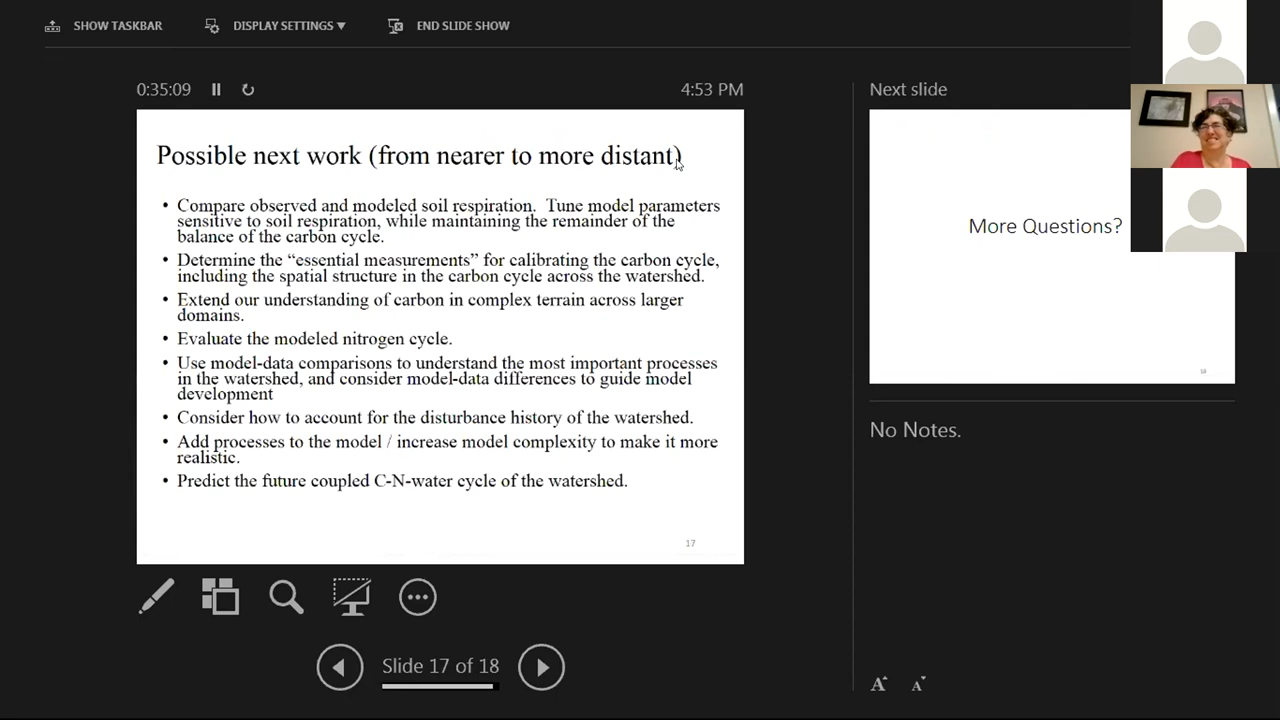 SHOW TASKBAR
DISPLAY SETTINGS ▼
END SLIDE SHOW
0:35:09
4:53 PM
Possible next work (from nearer to more distant)
• Compare observed and modeled soil respiration.  Tune model parameters
sensitive to soil respiration, while maintaining the remainder of the
balance of the carbon cycle.
• Determine the “essential measurements” for calibrating the carbon cycle,
including the spatial structure in the carbon cycle across the watershed.
• Extend our understanding of carbon in complex terrain across larger
domains.
• Evaluate the modeled nitrogen cycle.
• Use model-data comparisons to understand the most important processes
in the watershed, and consider model-data differences to guide model
development
• Consider how to account for the disturbance history of the watershed.
• Add processes to the model / increase model complexity to make it more
realistic.
• Predict the future coupled C-N-water cycle of the watershed.
17
Slide 17 of 18
Next slide
More Questions?
18
No Notes.
A A